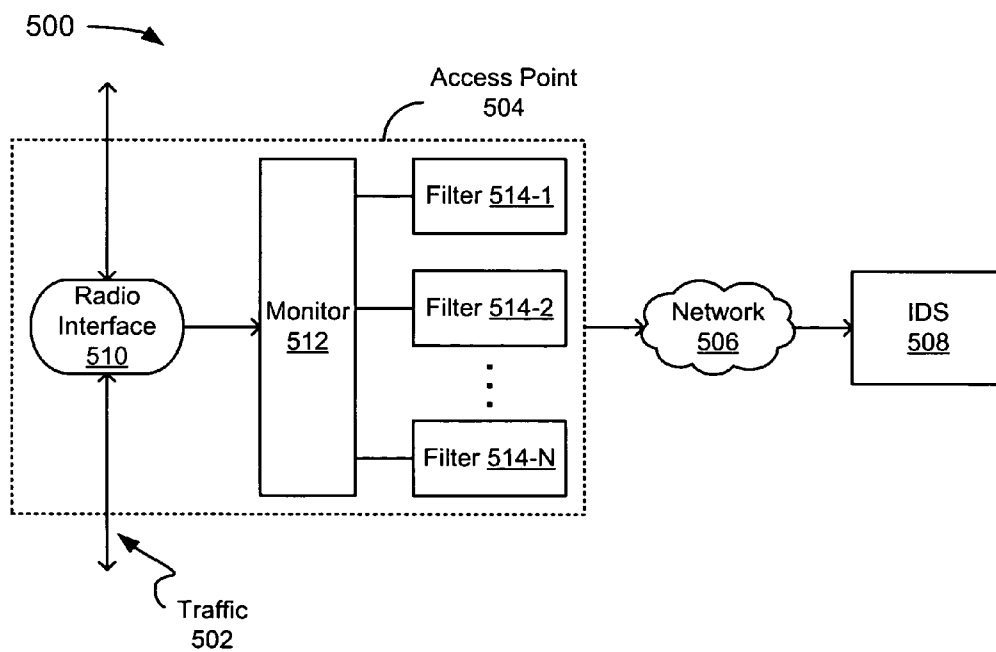 500
Access Point
504
Filter 514-1
Radio
Interface
510
Monitor
512
Filter 514-2
Network
506
IDS
508
Filter 514-N
Traffic
502